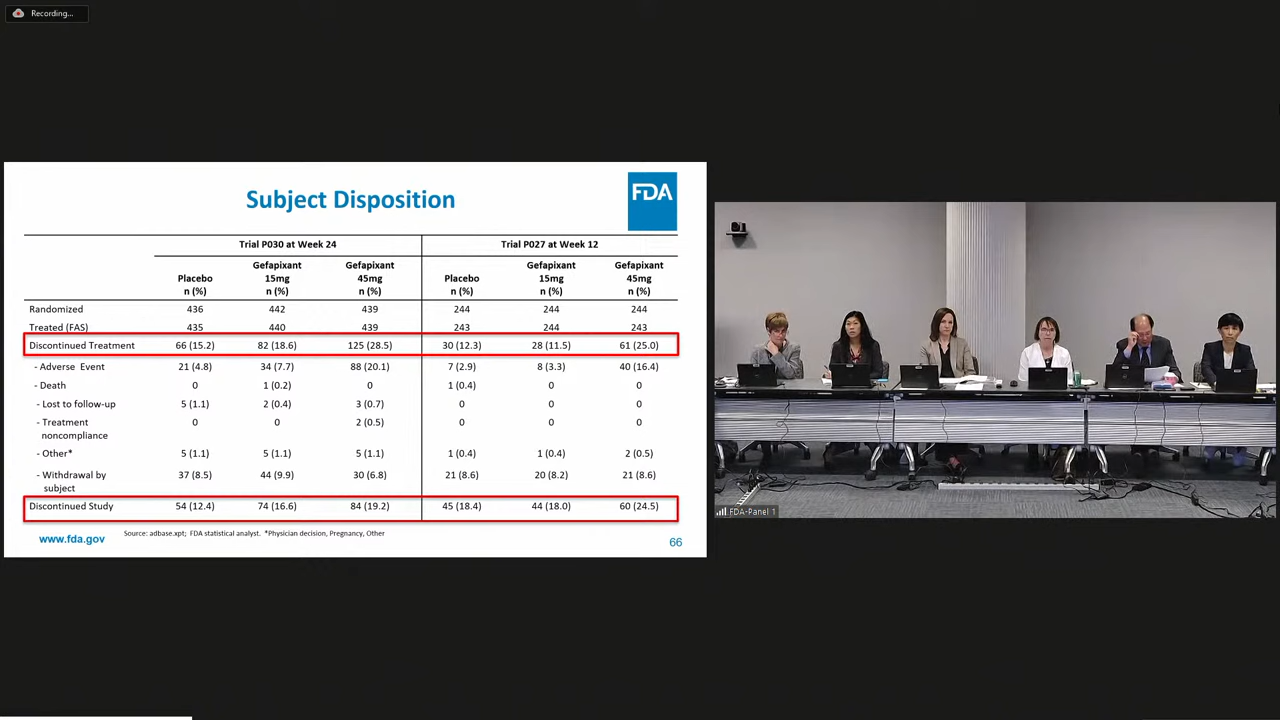 Recording...
Subject Disposition
FDA
Trial P030 at Week 24 Trial P027 at Week 12
Placebo n (%) Gefapixant 15mg n (%) Gefapixant 45mg n (%) Placebo n (%) Gefapixant 15mg n (%) Gefapixant 45mg n (%)
Randomized 436 442 439 244 244 244
Treated (FAS) 435 440 439 243 244 243
Discontinued Treatment 66 (15.2) 82 (18.6) 125 (28.5) 30 (12.3) 28 (11.5) 61 (25.0)
- Adverse Event 21 (4.8) 34 (7.7) 88 (20.1) 7 (2.9) 8 (3.3) 40 (16.4)
- Death 0 1 (0.2) 0 1 (0.4) 0 0
- Lost to follow-up 5 (1.1) 2 (0.4) 3 (0.7) 0 0 0
- Treatment noncompliance 0 0 2 (0.5) 0 0 0
- Other* 5 (1.1) 5 (1.1) 5 (1.1) 1 (0.4) 1 (0.4) 2 (0.5)
- Withdrawal by subject 37 (8.5) 44 (9.9) 30 (6.8) 21 (8.6) 20 (8.2) 21 (8.6)
Discontinued Study 54 (12.4) 74 (16.6) 84 (19.2) 45 (18.4) 44 (18.0) 60 (24.5)
Source: adbase.xpt; FDA statistical analyst. *Physician decision, Pregnancy, Other
www.fda.gov
66
FDA-Panel 1